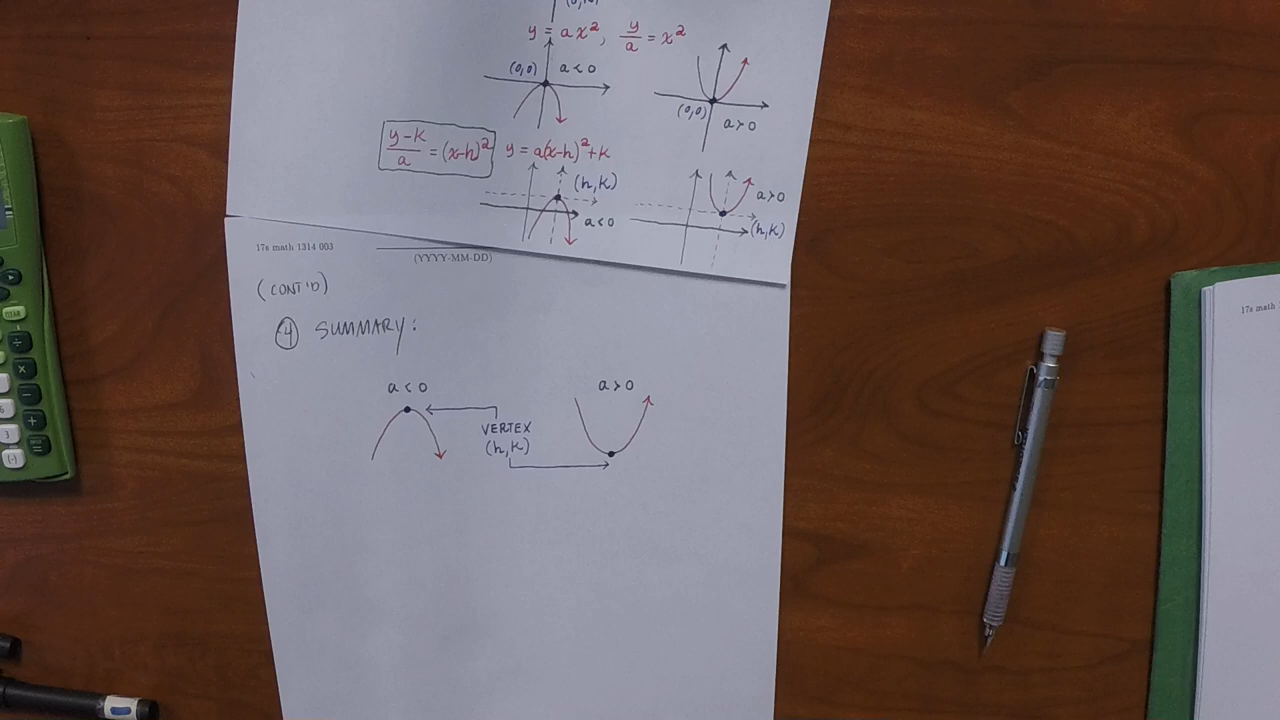 (0,K)
y = ax², y/a = x²
(0,0) a < 0
(0,0) a > 0
(y-k)/a = (x-h)² y = a(x-h)²+k
(h,k) a < 0
a > 0 (h,k)
17s math 1314 003
(YYYY-MM-DD)
(CONT'D)
④ SUMMARY:
a < 0 a > 0
VERTEX
(h,k)
17s math